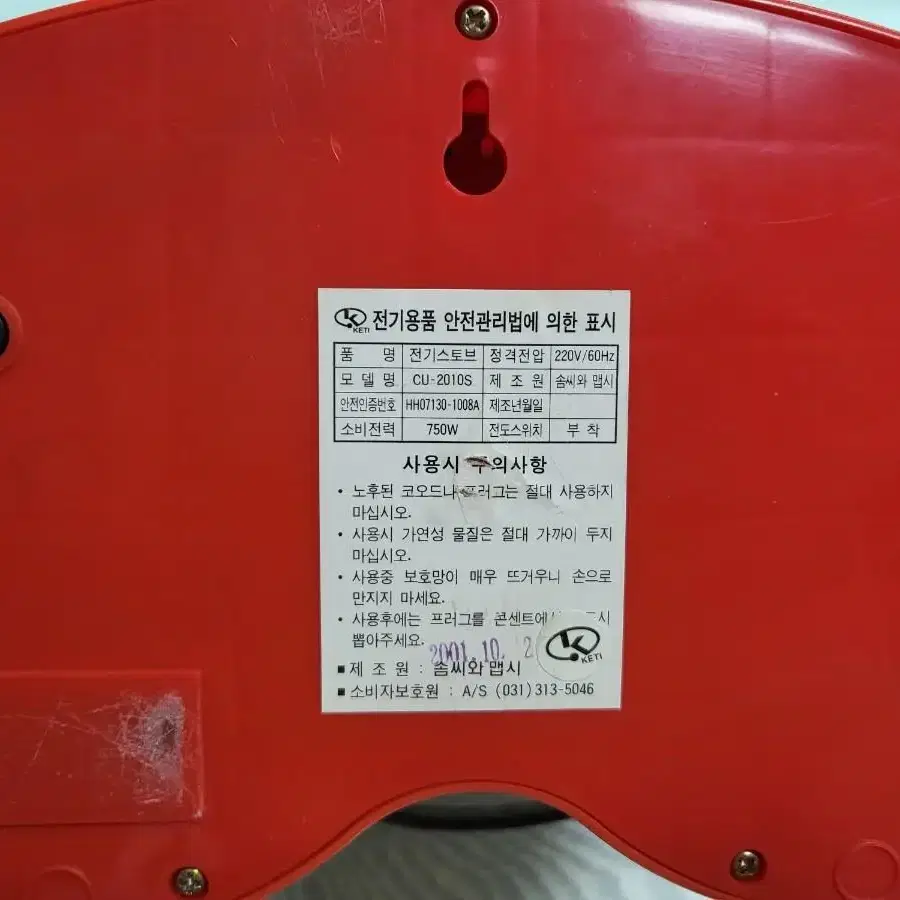 KETI 전기용품 안전관리법에 의한 표시
품 명 전기스토브 정격전압 220V/60Hz
모델명 CU-2010S 제조원 솜씨와 맵시
안전인증번호 HH07130-1008A 제조년월일
소비전력 750W 전도스위치 부착
사용시 주의사항
• 노후된 코오드나 프러그는 절대 사용하지
마십시오.
• 사용시 가연성 물질은 절대 가까이 두지
마십시오.
• 사용중 보호망이 매우 뜨거우니 손으로
만지지 마세요.
• 사용후에는 프러그를 콘센트에서
뽑아주세요.
2001.10. 2
KETI
■ 제조원 : 솜씨와 맵시
■ 소비자보호원 : A/S (031)313-5046